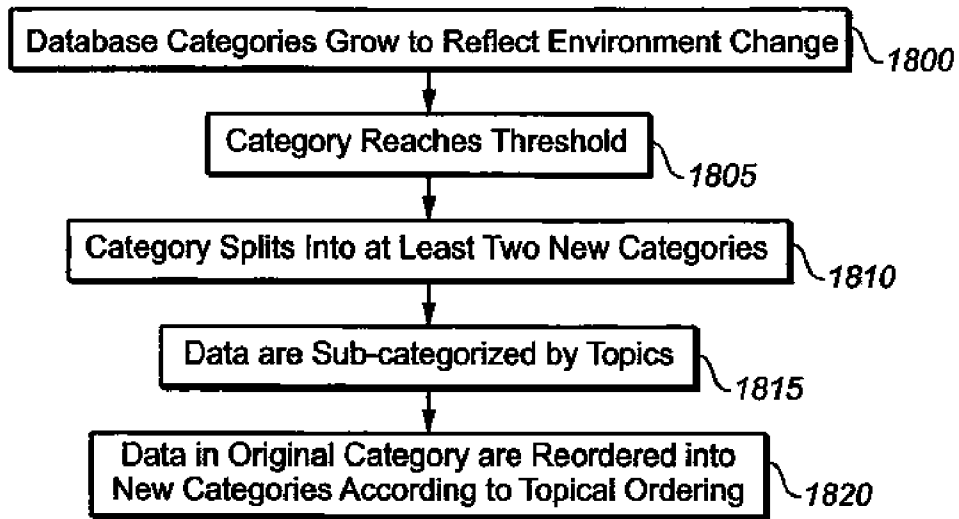 Database Categories Grow to Reflect Environment Change
1800
Category Reaches Threshold
1805
Category Splits Into at Least Two New Categories
1810
Data are Sub-categorized by Topics
1815
Data in Original Category are Reordered into
New Categories According to Topical Ordering
1820